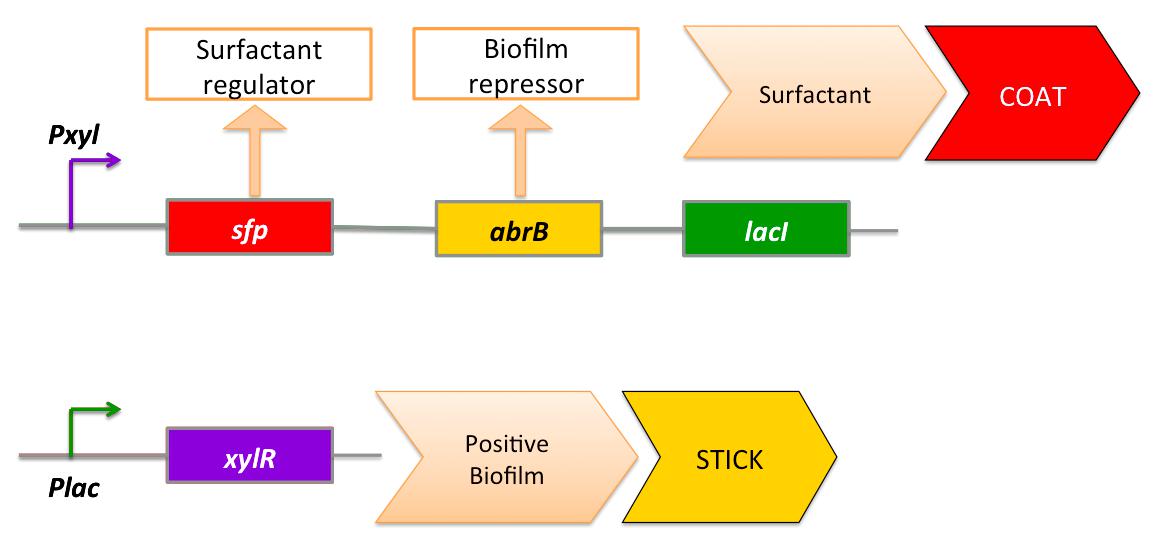 Surfactant
regulator
Biofilm
repressor
Surfactant
COAT
Pxyl
sfp
abrB
lacI
Plac
xylR
Positive
Biofilm
STICK